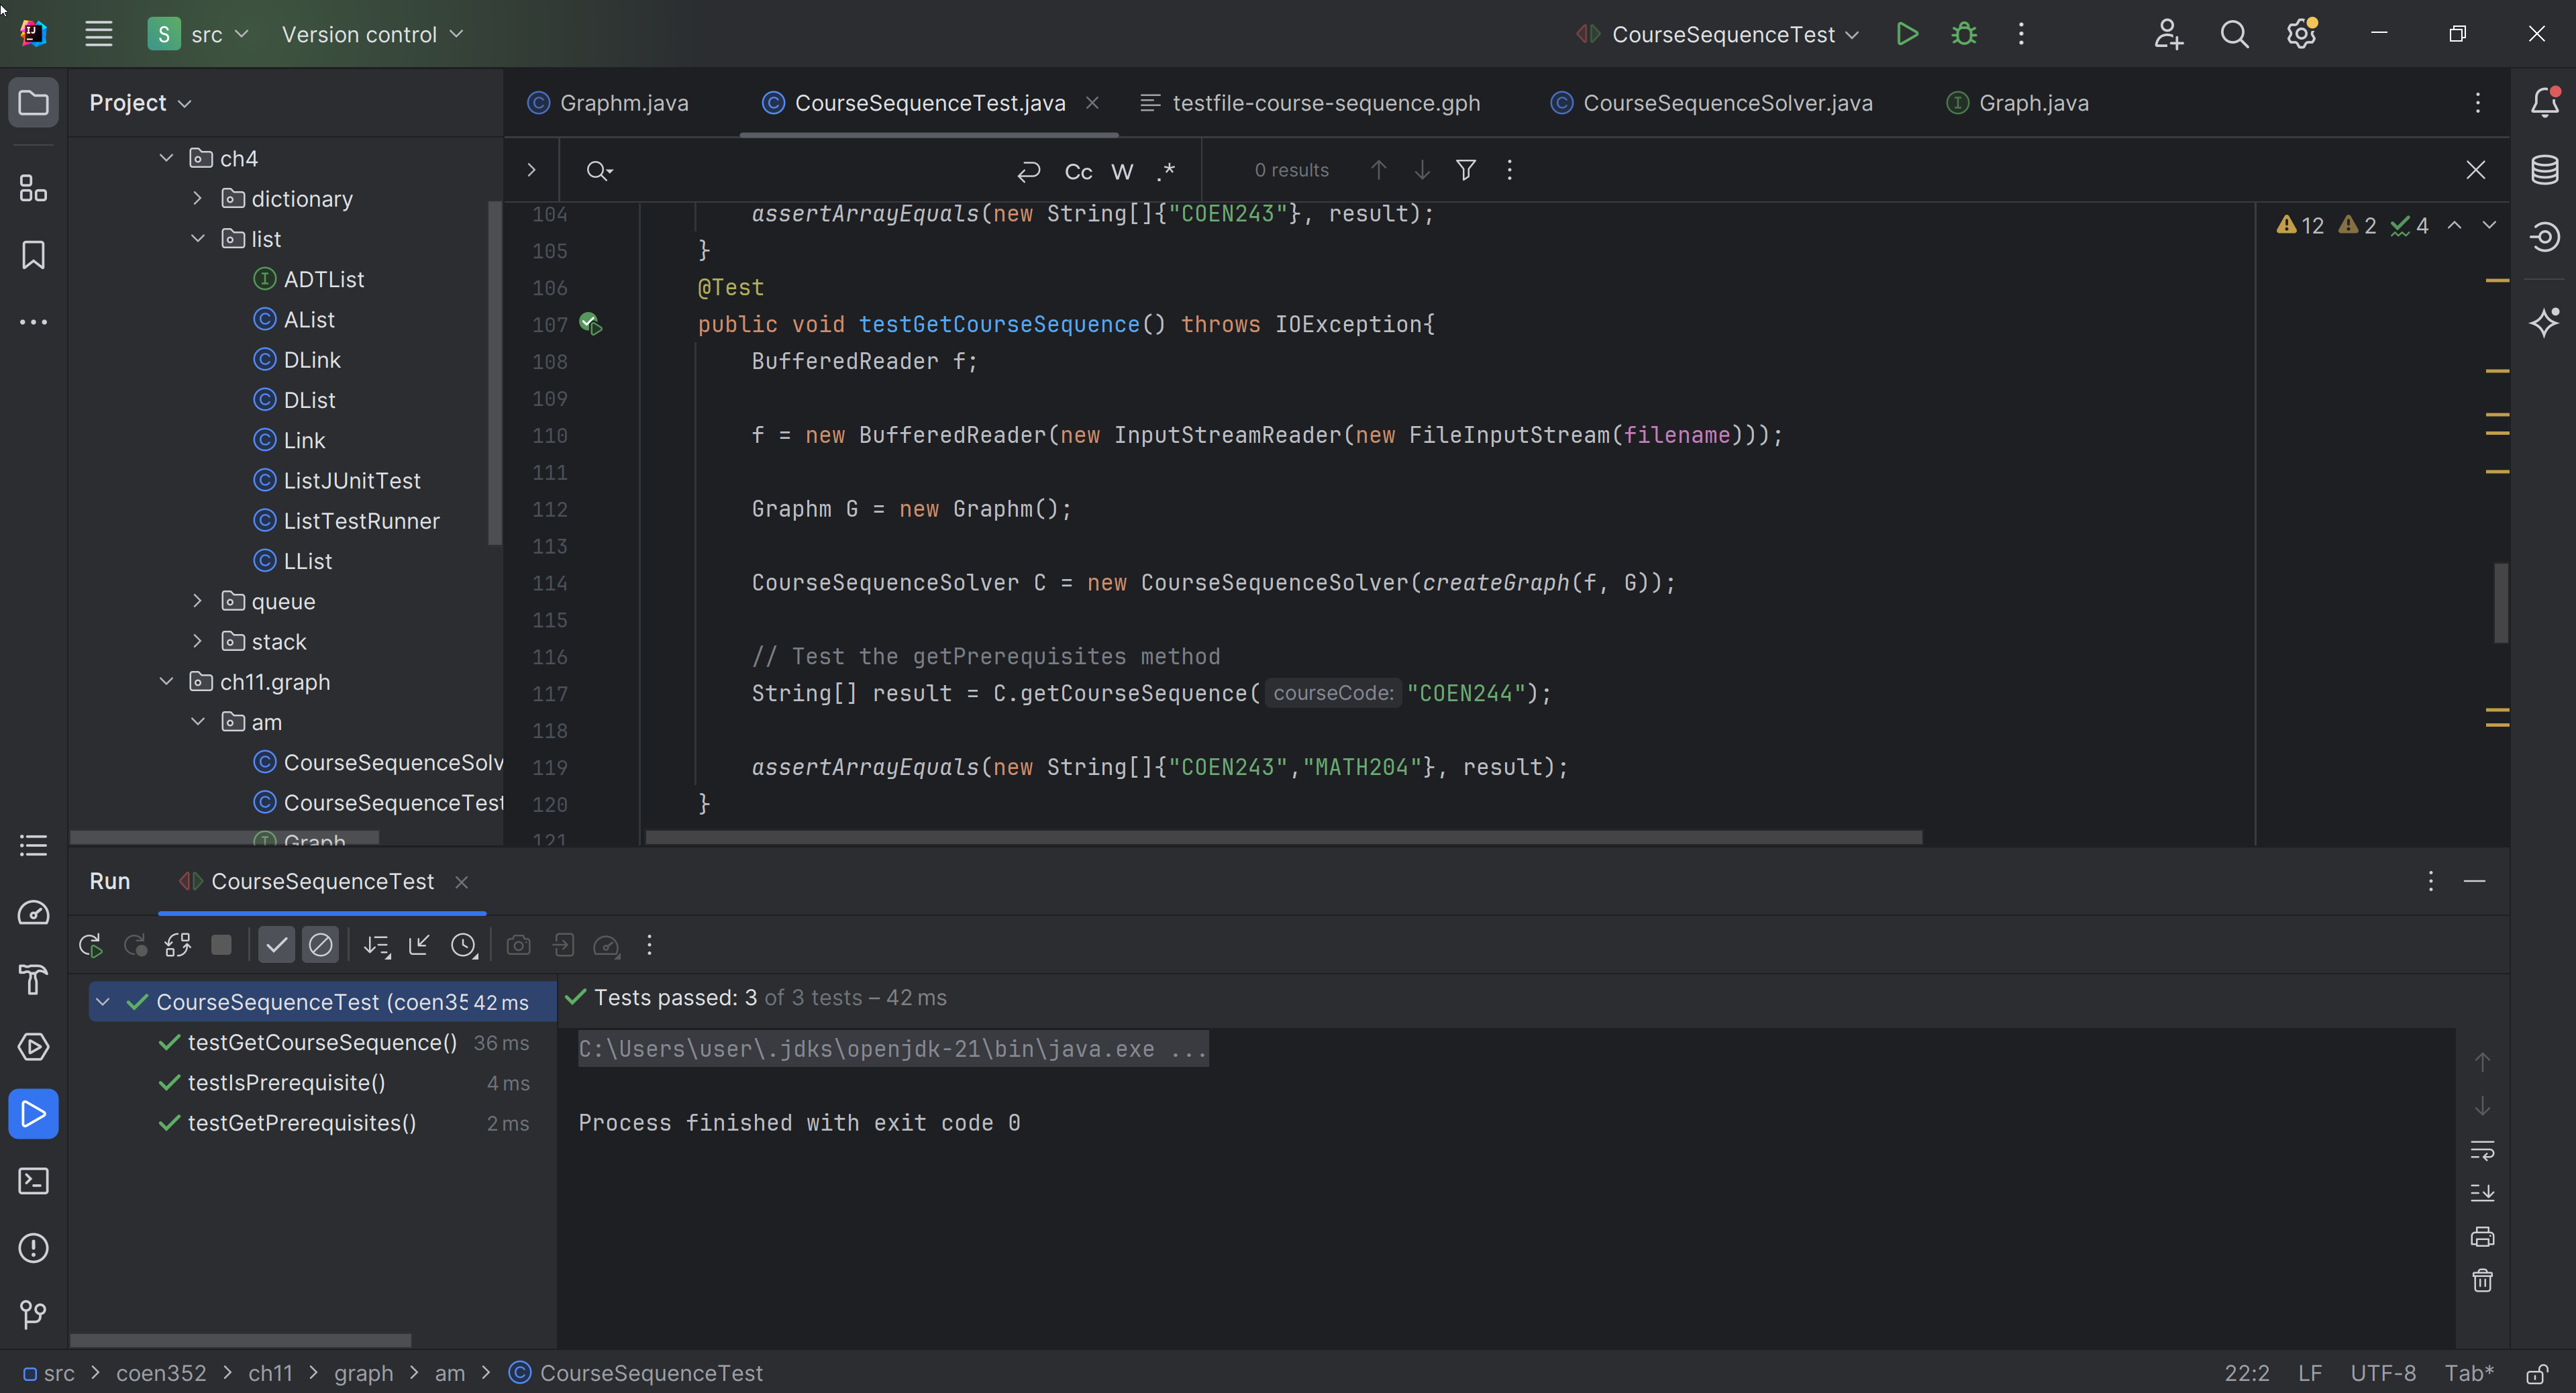 src
Version control
CourseSequenceTest
Project
Graphm.java
CourseSequenceTest.java
testfile-course-sequence.gph
CourseSequenceSolver.java
Graph.java
ch4
dictionary
list
ADTList
AList
DLink
DList
Link
ListJUnitTest
ListTestRunner
LList
queue
stack
ch11.graph
am
CourseSequenceSolv
CourseSequenceTest
Graph
Cc W .*
0 results
12 2 4
104 assertArrayEquals(new String[]{"COEN243"}, result);
105 }
106 @Test
107 public void testGetCourseSequence() throws IOException{
108 BufferedReader f;
109
110 f = new BufferedReader(new InputStreamReader(new FileInputStream(filename)));
111
112 Graphm G = new Graphm();
113
114 CourseSequenceSolver C = new CourseSequenceSolver(createGraph(f, G));
115
116 // Test the getPrerequisites method
117 String[] result = C.getCourseSequence( courseCode: "COEN244");
118
119 assertArrayEquals(new String[]{"COEN243","MATH204"}, result);
120 }
121
Run
CourseSequenceTest
CourseSequenceTest (coen35 42 ms
testGetCourseSequence() 36 ms
testIsPrerequisite() 4 ms
testGetPrerequisites() 2 ms
Tests passed: 3 of 3 tests – 42 ms
C:\Users\user\.jdks\openjdk-21\bin\java.exe ...
Process finished with exit code 0
src > coen352 > ch11 > graph > am > CourseSequenceTest
22:2 LF UTF-8 Tab*